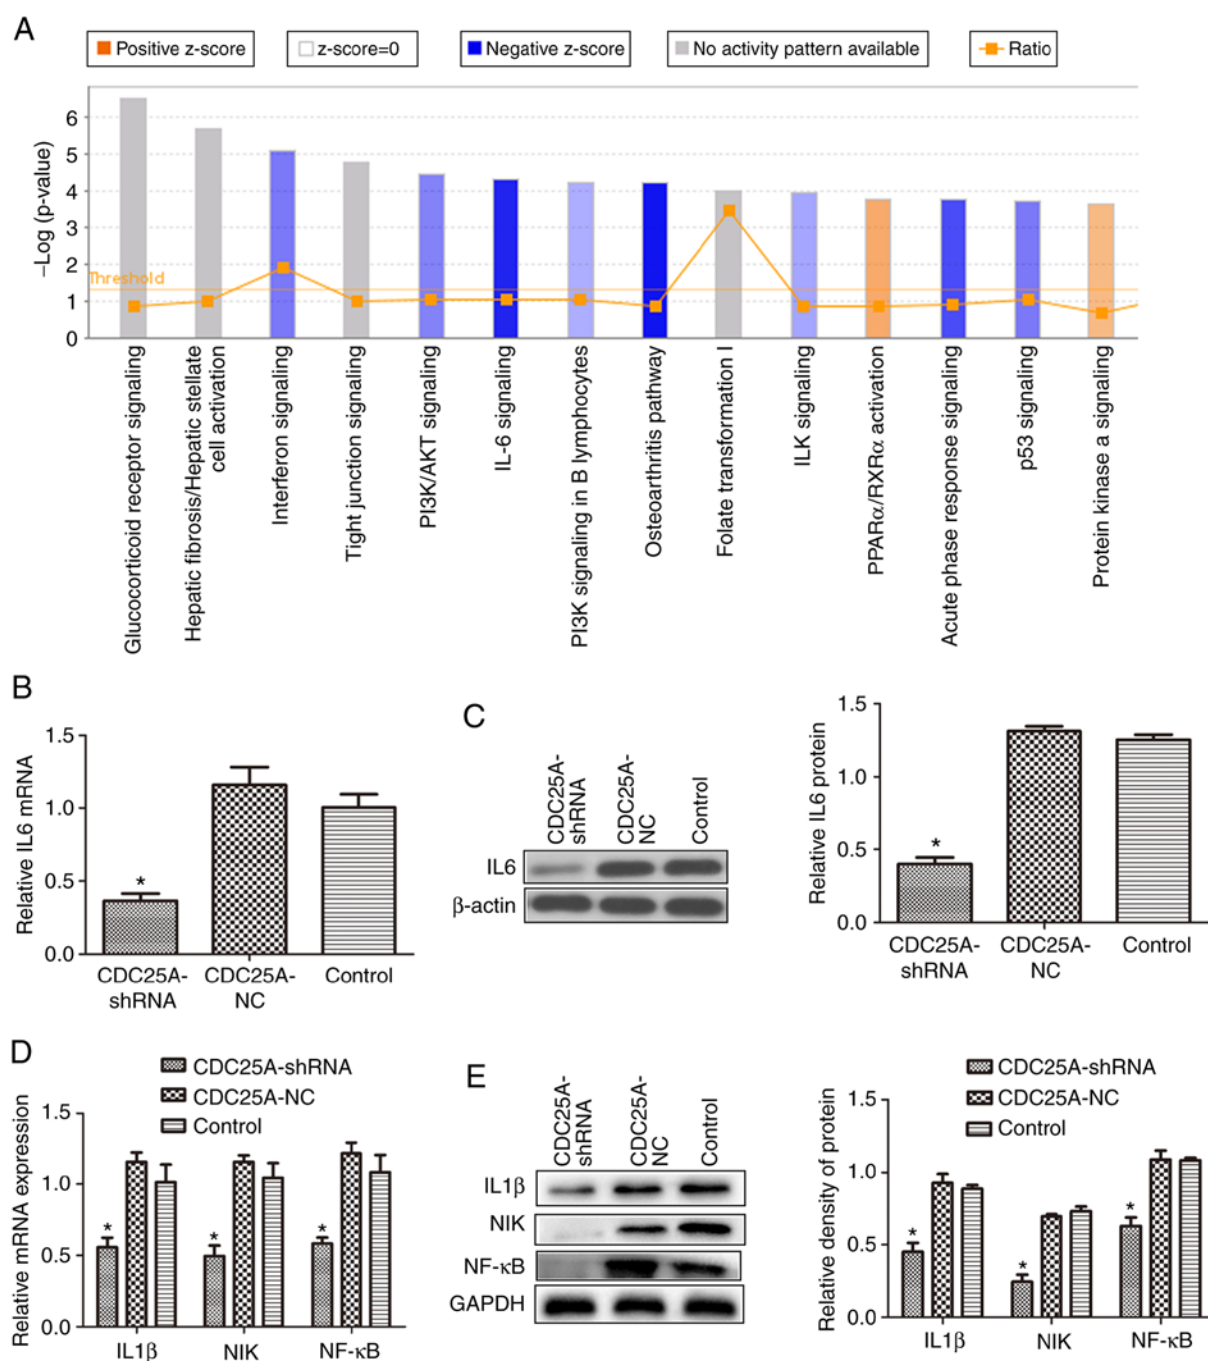 A
Positive z-score
z-score=0
Negative z-score
No activity pattern available
Ratio
−Log (p-value)
6
5
4
3
2
1
0
Threshold
Glucocorticoid receptor signaling
Hepatic fibrosis/Hepatic stellate
cell activation
Interferon signaling
Tight junction signaling
PI3K/AKT signaling
IL-6 signaling
PI3K signaling in B lymphocytes
Osteoarthritis pathway
Folate transformation I
ILK signaling
PPARα/RXRα activation
Acute phase response signaling
p53 signaling
Protein kinase a signaling
B
Relative IL6 mRNA
1.5
1.0
0.5
0.0
*
CDC25A-
shRNA
CDC25A-
NC
Control
C
CDC25A-
shRNA
CDC25A-
NC
Control
IL6
β-actin
Relative IL6 protein
1.5
1.0
0.5
0.0
*
CDC25A-
shRNA
CDC25A-
NC
Control
D
CDC25A-shRNA
CDC25A-NC
Control
Relative mRNA expression
1.5
1.0
0.5
0.0
*
*
*
IL1β
NIK
NF-κB
E
CDC25A-
shRNA
CDC25A-
NC
Control
IL1β
NIK
NF-κB
GAPDH
CDC25A-shRNA
CDC25A-NC
Control
Relative density of protein
1.5
1.0
0.5
0.0
*
*
*
IL1β
NIK
NF-κB